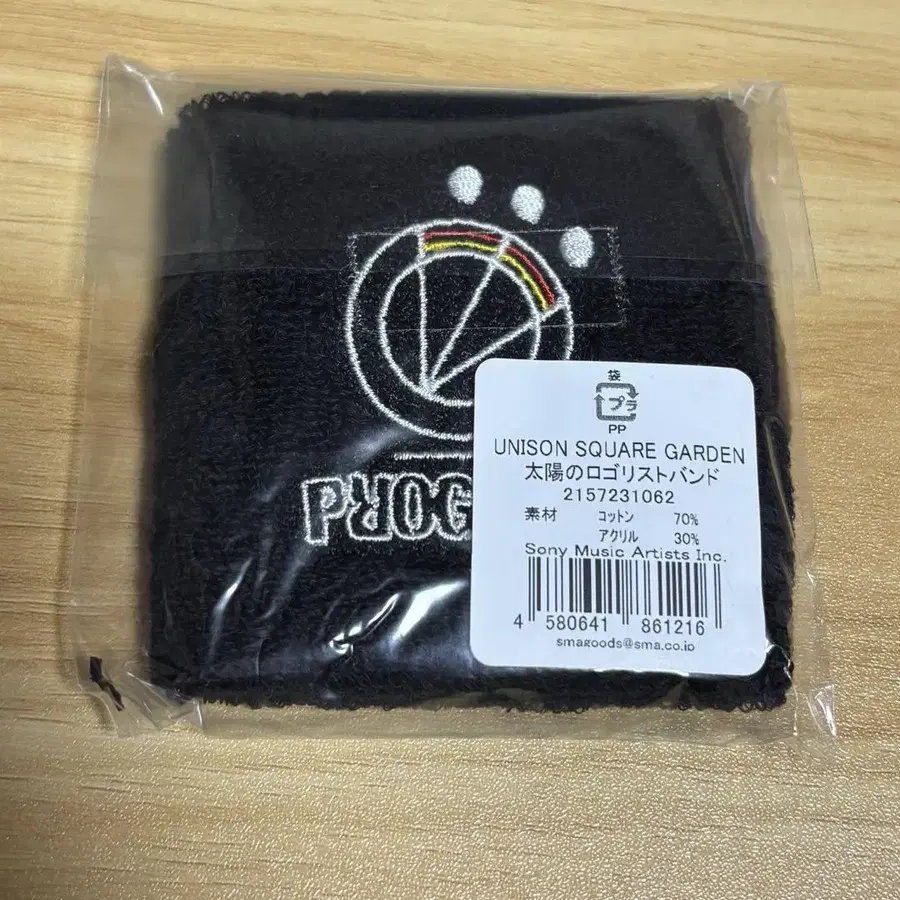 袋
プラ
PP
UNISON SQUARE GARDEN
太陽のロゴリストバンド
2157231062
素材 コットン 70%
アクリル 30%
Sony Music Artists Inc.
4 580641 861216
smagoods@sma.co.jp
PROG